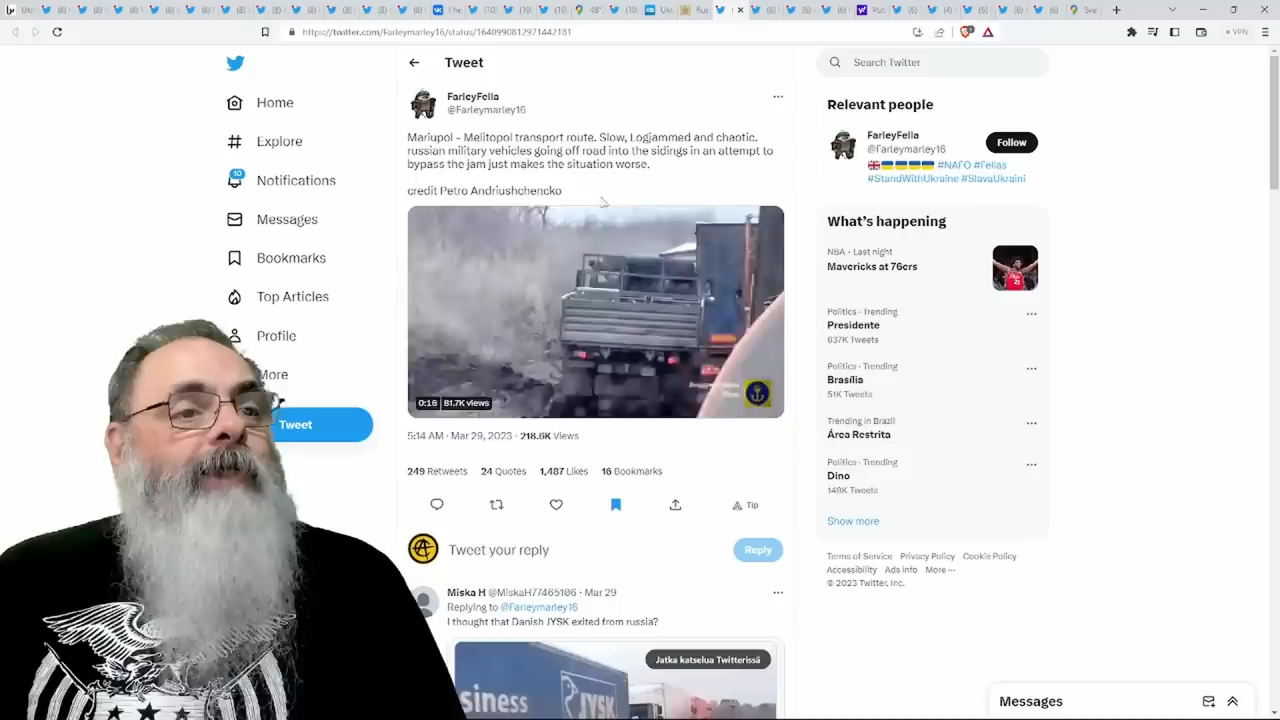 https://twitter.com/Farleymarley16/status/1640990812971442181
VPN
Home
Explore
10
Notifications
Messages
Bookmarks
Top Articles
Profile
More
Tweet
Tweet
FarleyFella
@Farleymarley16
Mariupol - Melitopol transport route. Slow, Logjammed and chaotic.
russian military vehicles going off road into the sidings in an attempt to
bypass the jam just makes the situation worse.
credit Petro Andriushchencko
0:16 81.7K views
5:14 AM · Mar 29, 2023 · 218.6K Views
249 Retweets 24 Quotes 1,487 Likes 16 Bookmarks
Tip
Tweet your reply
Reply
Miska H @MiskaH77465106 · Mar 29
Replying to @Farleymarley16
I thought that Danish JYSK exited from russia?
Jatka katselua Twitterissä
siness
JYSK
Search Twitter
Relevant people
FarleyFella
@Farleymarley16
Follow
#NAFO #Fellas
#StandWithUkraine #SlavaUkraini
What's happening
NBA · Last night
Mavericks at 76ers
Politics · Trending
Presidente
637K Tweets
Politics · Trending
Brasília
51K Tweets
Trending in Brazil
Área Restrita
Politics · Trending
Dino
149K Tweets
Show more
Terms of Service Privacy Policy Cookie Policy
Accessibility Ads info More ···
© 2023 Twitter, Inc.
Messages